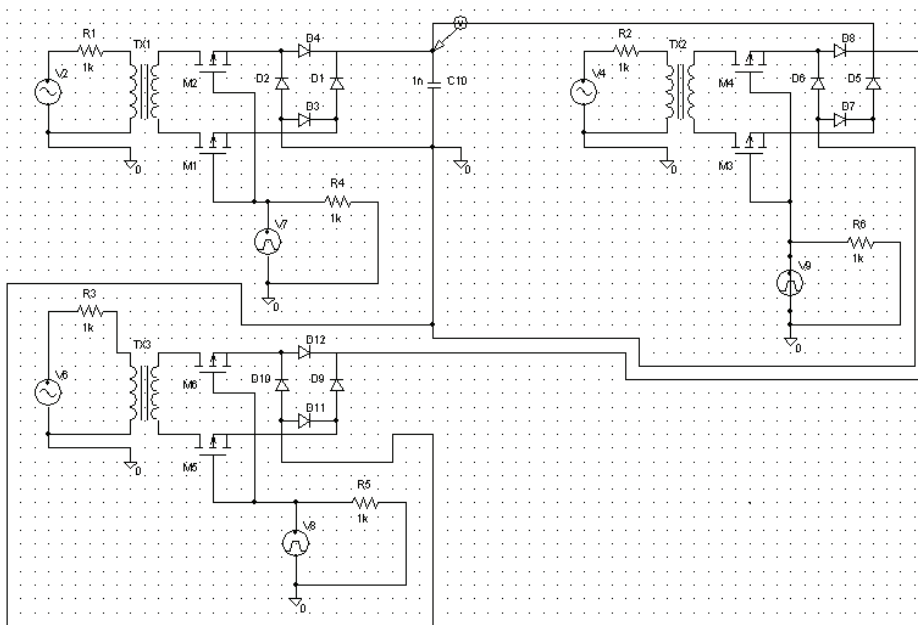 R1
TX1
D4
R2
TX2
D8
1k
V2
M2
D2
D1
1n
C10
V
1k
V4
M4
D6
D5
D3
D7
M1
0
0
0
M3
R4
1k
V7
R6
1k
V9
0
0
R3
1k
TX3
D12
V6
M6
D10
D9
D11
M5
0
R5
1k
V8
0